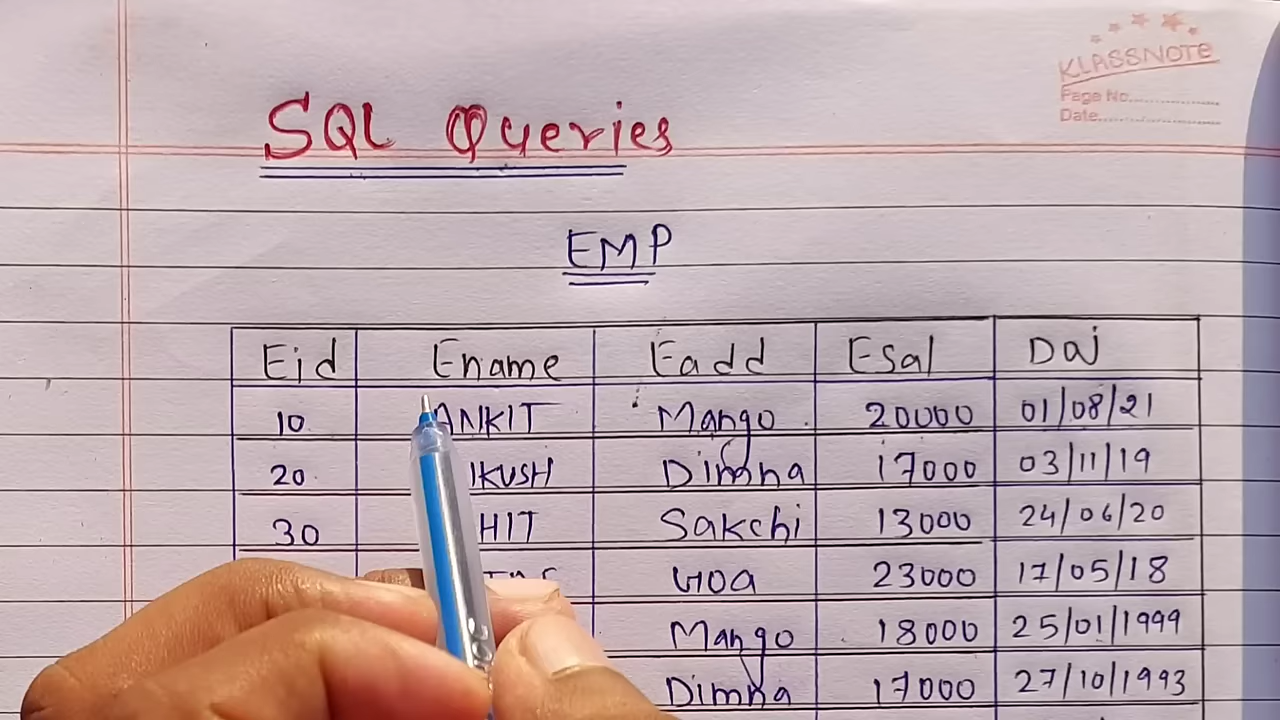 KLASSNOTE
Page No.
Date
SQL Queries
EMP
Eid Ename Eadd Esal Daj
10 ANKIT Mango 20000 01/08/21
20 Dimna 17000 03/11/19
30 Sakchi 13000 24/06/20
Goa 23000 17/05/18
Mango 18000 25/01/1999
Dimna 17000 27/10/1993